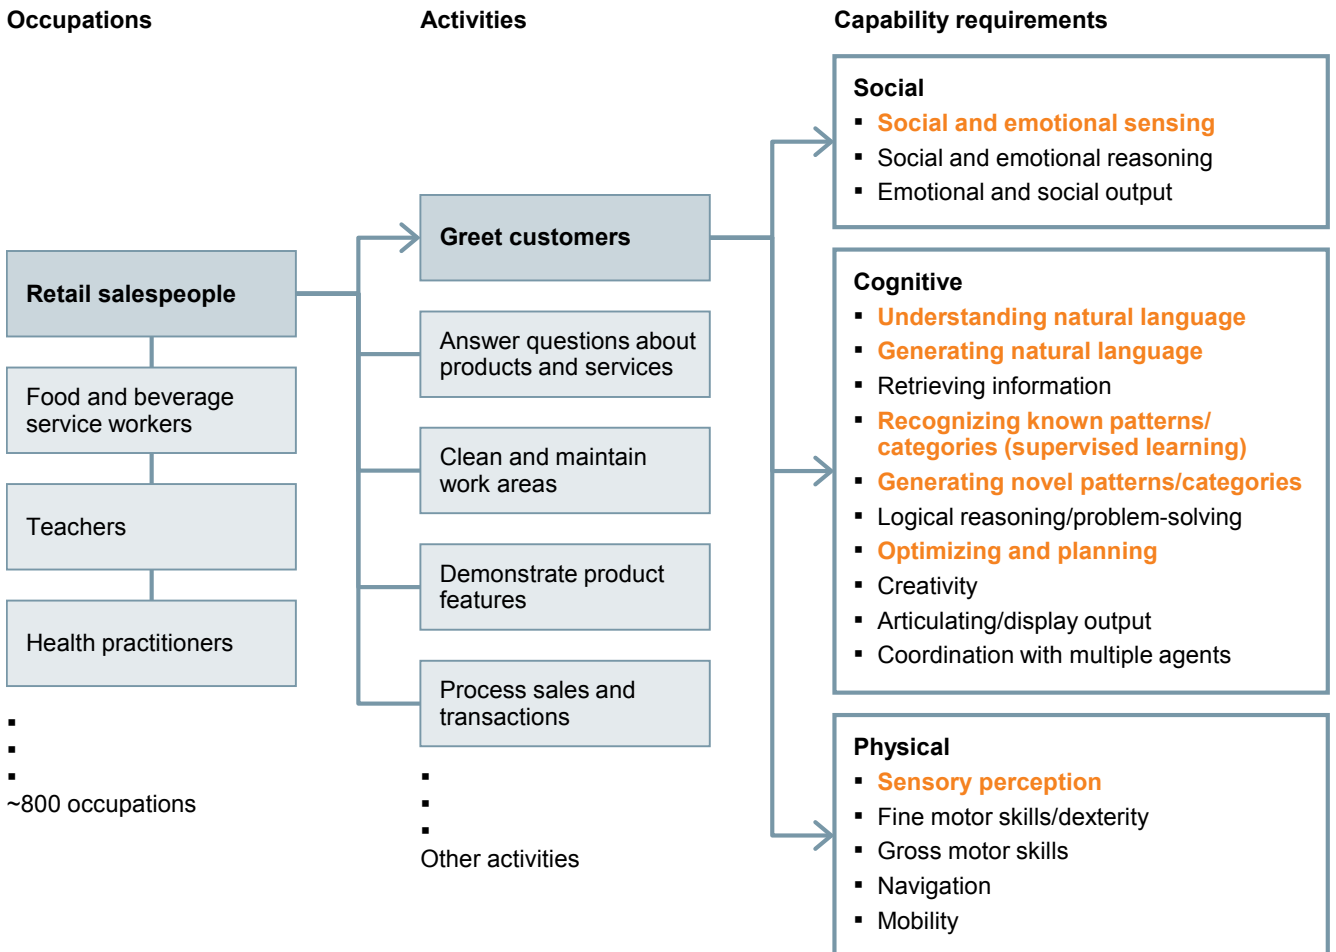 Occupations
Activities
Capability requirements
Retail salespeople
Food and beverage
service workers
Teachers
Health practitioners
▪
▪
▪
~800 occupations
Greet customers
Answer questions about
products and services
Clean and maintain
work areas
Demonstrate product
features
Process sales and
transactions
▪
▪
▪
Other activities
Social
▪ Social and emotional sensing
▪ Social and emotional reasoning
▪ Emotional and social output
Cognitive
▪ Understanding natural language
▪ Generating natural language
▪ Retrieving information
▪ Recognizing known patterns/
categories (supervised learning)
▪ Generating novel patterns/categories
▪ Logical reasoning/problem-solving
▪ Optimizing and planning
▪ Creativity
▪ Articulating/display output
▪ Coordination with multiple agents
Physical
▪ Sensory perception
▪ Fine motor skills/dexterity
▪ Gross motor skills
▪ Navigation
▪ Mobility